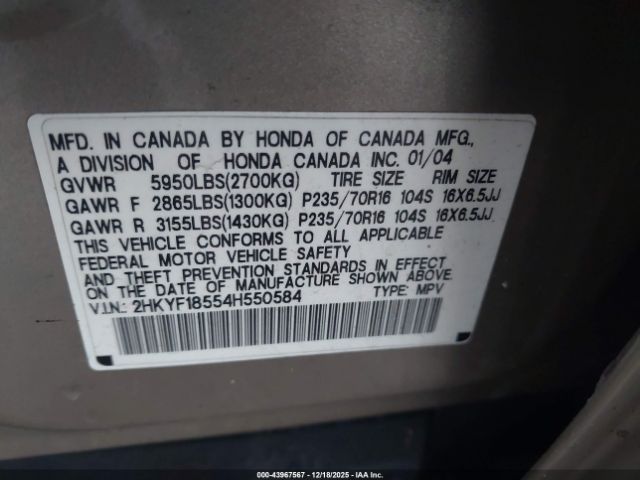 MFD. IN CANADA BY HONDA OF CANADA MFG.,
A DIVISION OF HONDA CANADA INC. 01/04
GVWR 5950LBS(2700KG) TIRE SIZE RIM SIZE
GAWR F 2865LBS(1300KG) P235/70R16 104S 16X6.5JJ
GAWR R 3155LBS(1430KG) P235/70R16 104S 16X6.5JJ
THIS VEHICLE CONFORMS TO ALL APPLICABLE
FEDERAL MOTOR VEHICLE SAFETY
AND THEFT PREVENTION STANDARDS IN EFFECT
ON THE DATE OF MANUFACTURE SHOWN ABOVE.
V.I.N.: 2HKYF18554H550584 TYPE: MPV
000-43967567 - 12/18/2025 - IAAI.COM